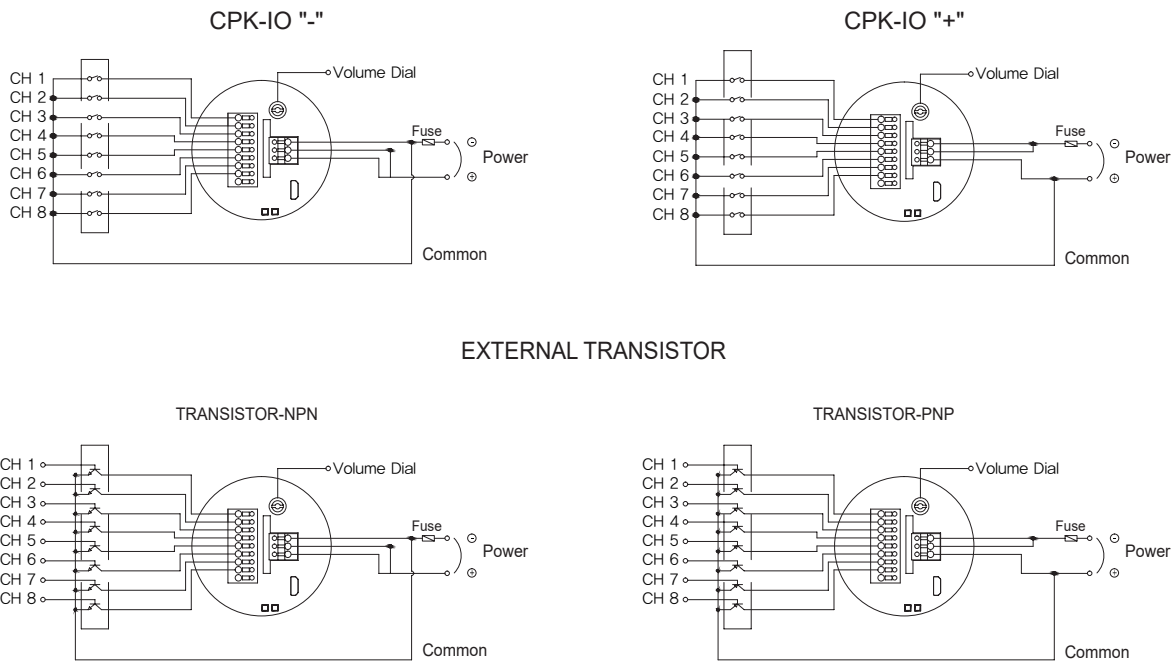 CPK-IO "-"
CH 1
CH 2
CH 3
CH 4
CH 5
CH 6
CH 7
CH 8
Volume Dial
Fuse
Power
Common
CPK-IO "+"
CH 1
CH 2
CH 3
CH 4
CH 5
CH 6
CH 7
CH 8
Volume Dial
Fuse
Power
Common
EXTERNAL TRANSISTOR
TRANSISTOR-NPN
CH 1
CH 2
CH 3
CH 4
CH 5
CH 6
CH 7
CH 8
Volume Dial
Fuse
Power
Common
TRANSISTOR-PNP
CH 1
CH 2
CH 3
CH 4
CH 5
CH 6
CH 7
CH 8
Volume Dial
Fuse
Power
Common